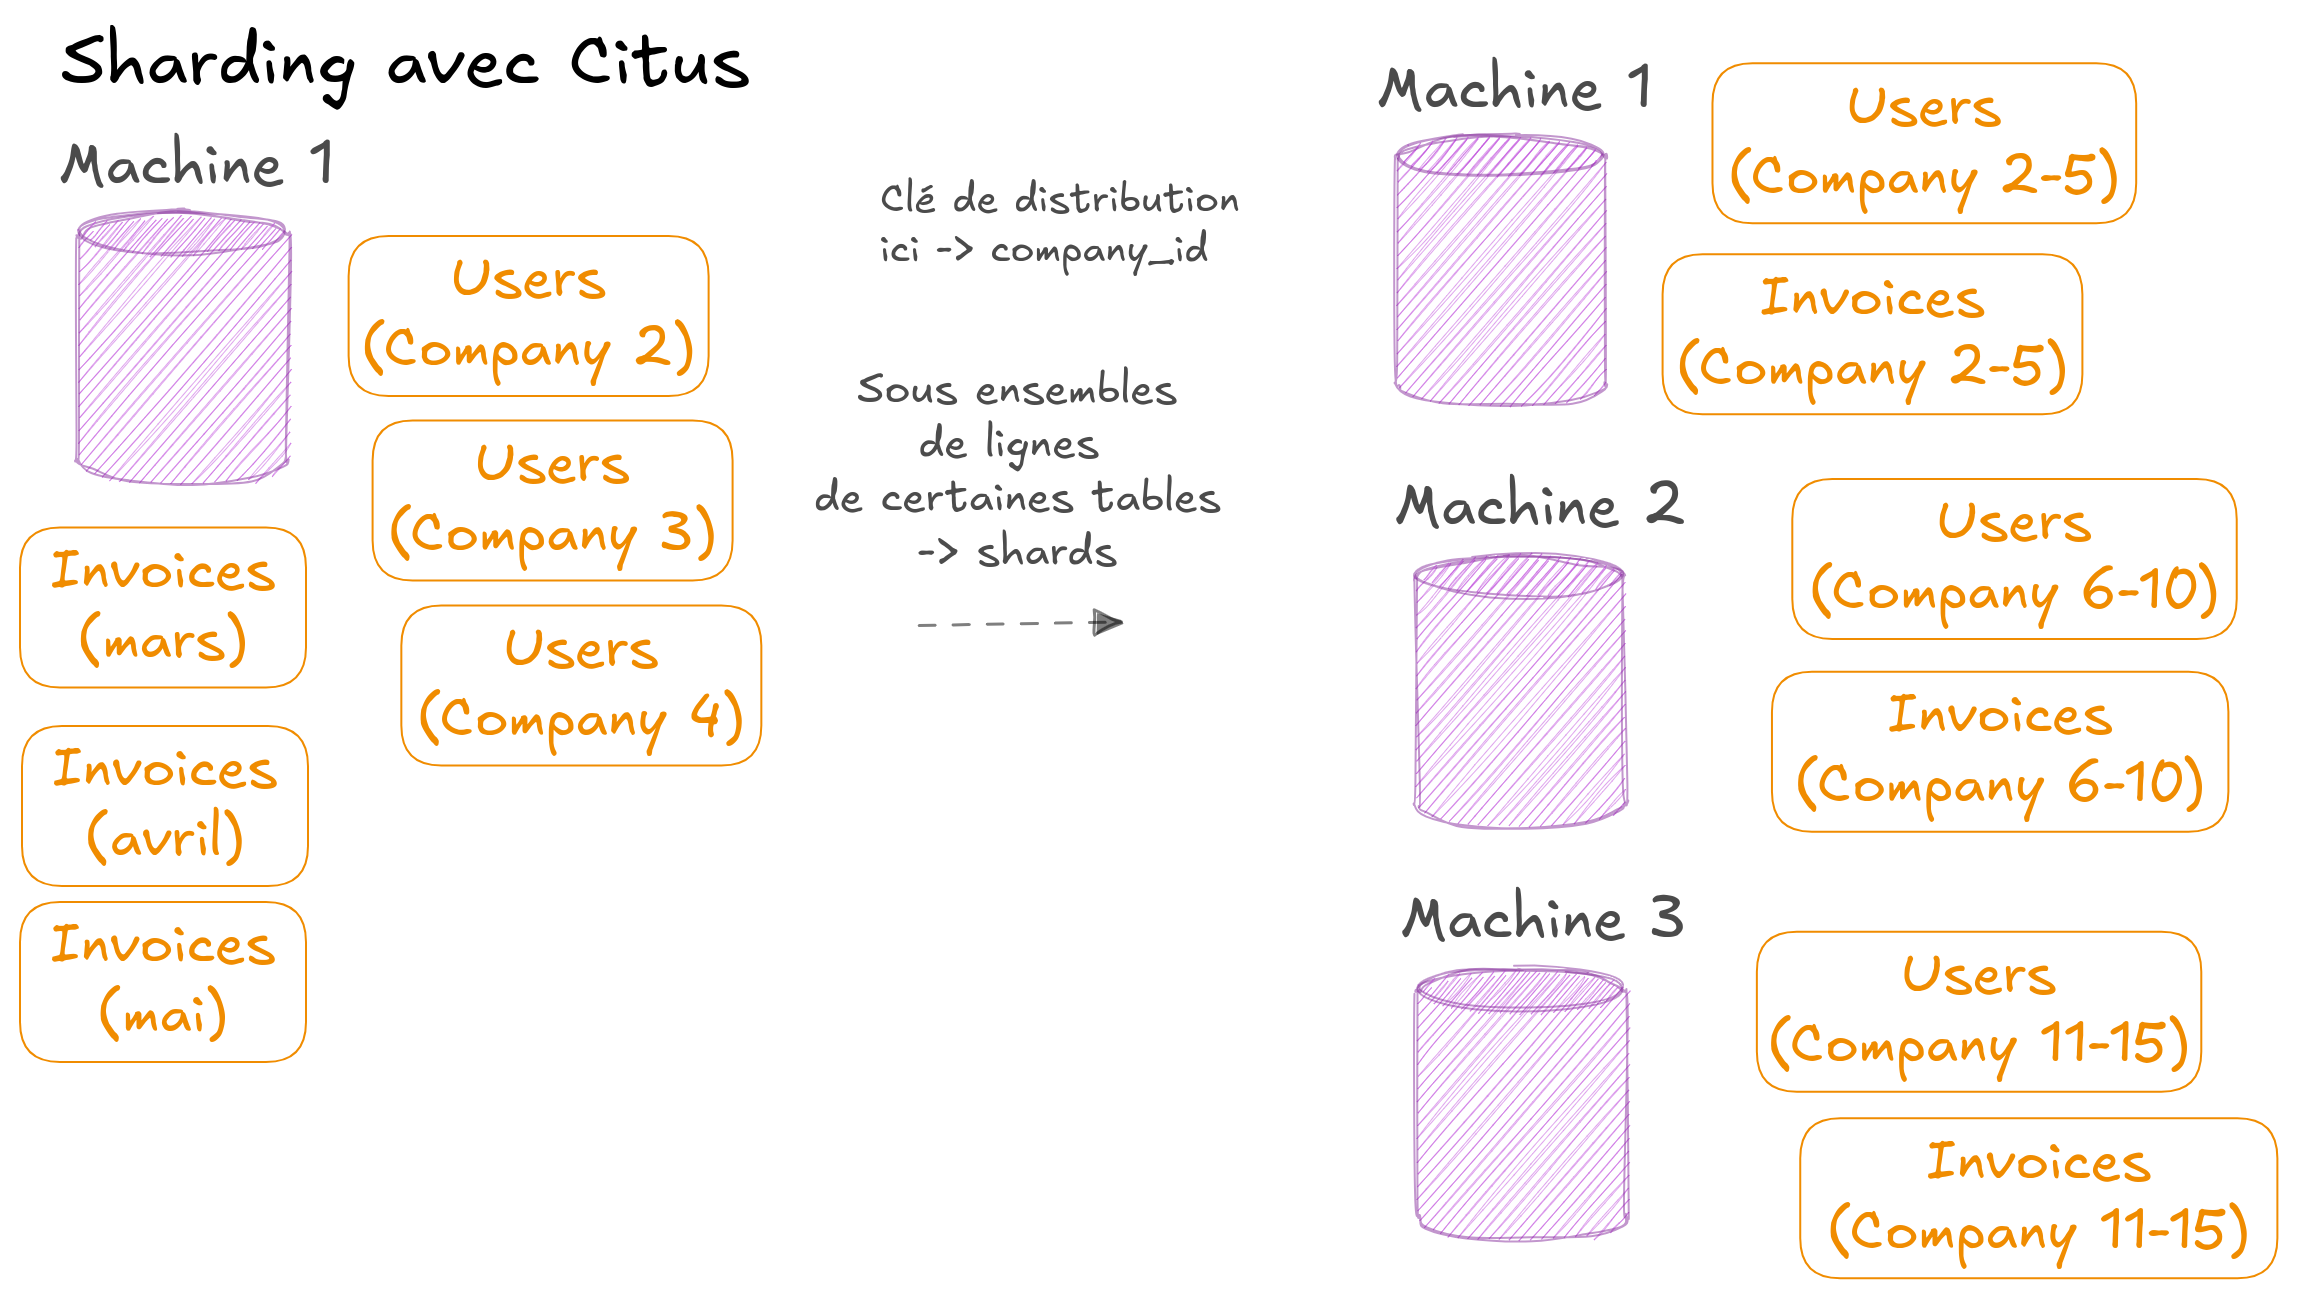 Sharding avec Citus
Machine 1
Users
(Company 2)
Users
(Company 3)
Users
(Company 4)
Invoices
(mars)
Invoices
(avril)
Invoices
(mai)
Clé de distribution
ici -> company_id
Sous ensembles
de lignes
de certaines tables
-> shards
Machine 1
Users
(Company 2-5)
Invoices
(Company 2-5)
Machine 2
Users
(Company 6-10)
Invoices
(Company 6-10)
Machine 3
Users
(Company 11-15)
Invoices
(Company 11-15)